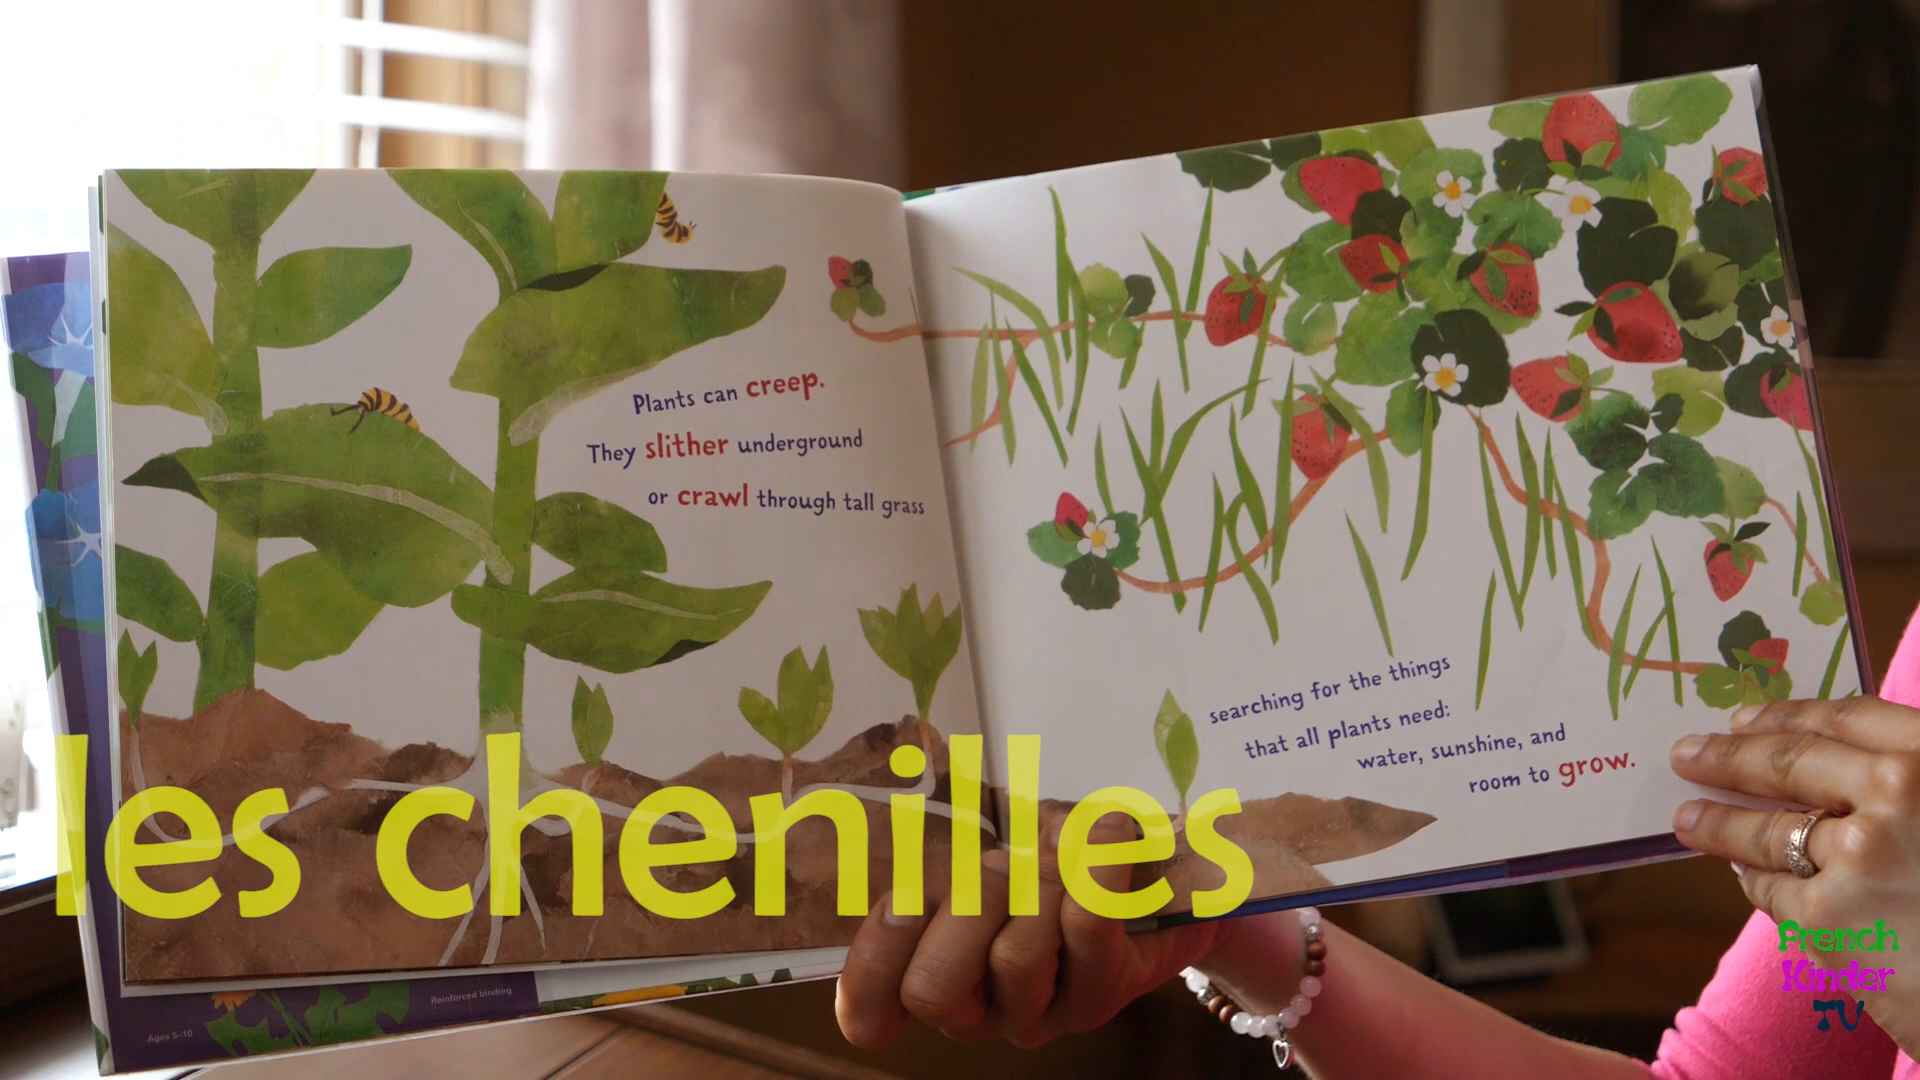 Plants can creep.
They slither underground
or crawl through tall grass
searching for the things
that all plants need:
water, sunshine, and
room to grow.
les chenilles
Reinforced binding
Ages 5–10
French
Kinder
TV